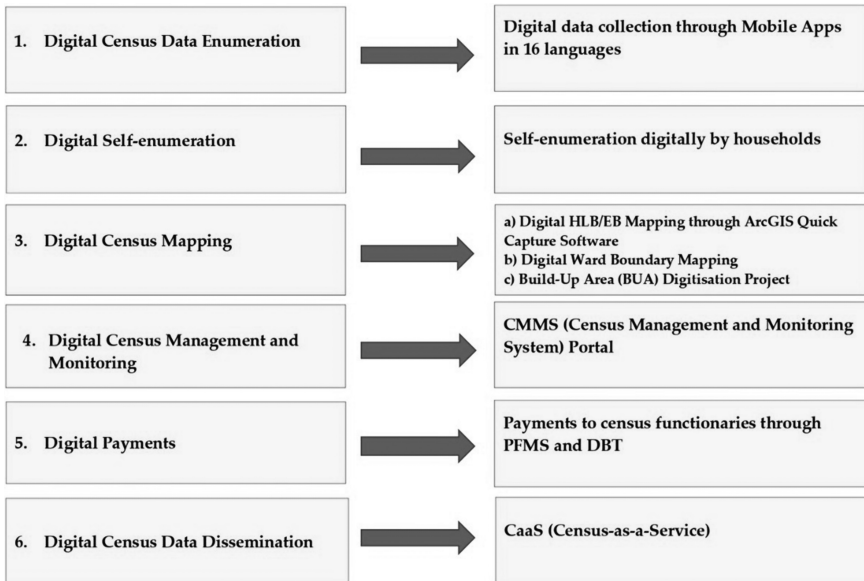 1. Digital Census Data Enumeration
Digital data collection through Mobile Apps
in 16 languages
2. Digital Self-enumeration
Self-enumeration digitally by households
3. Digital Census Mapping
a) Digital HLB/EB Mapping through ArcGIS Quick
Capture Software
b) Digital Ward Boundary Mapping
c) Build-Up Area (BUA) Digitisation Project
4. Digital Census Management and
Monitoring
CMMS (Census Management and Monitoring
System) Portal
5. Digital Payments
Payments to census functionaries through
PFMS and DBT
6. Digital Census Data Dissemination
CaaS (Census-as-a-Service)